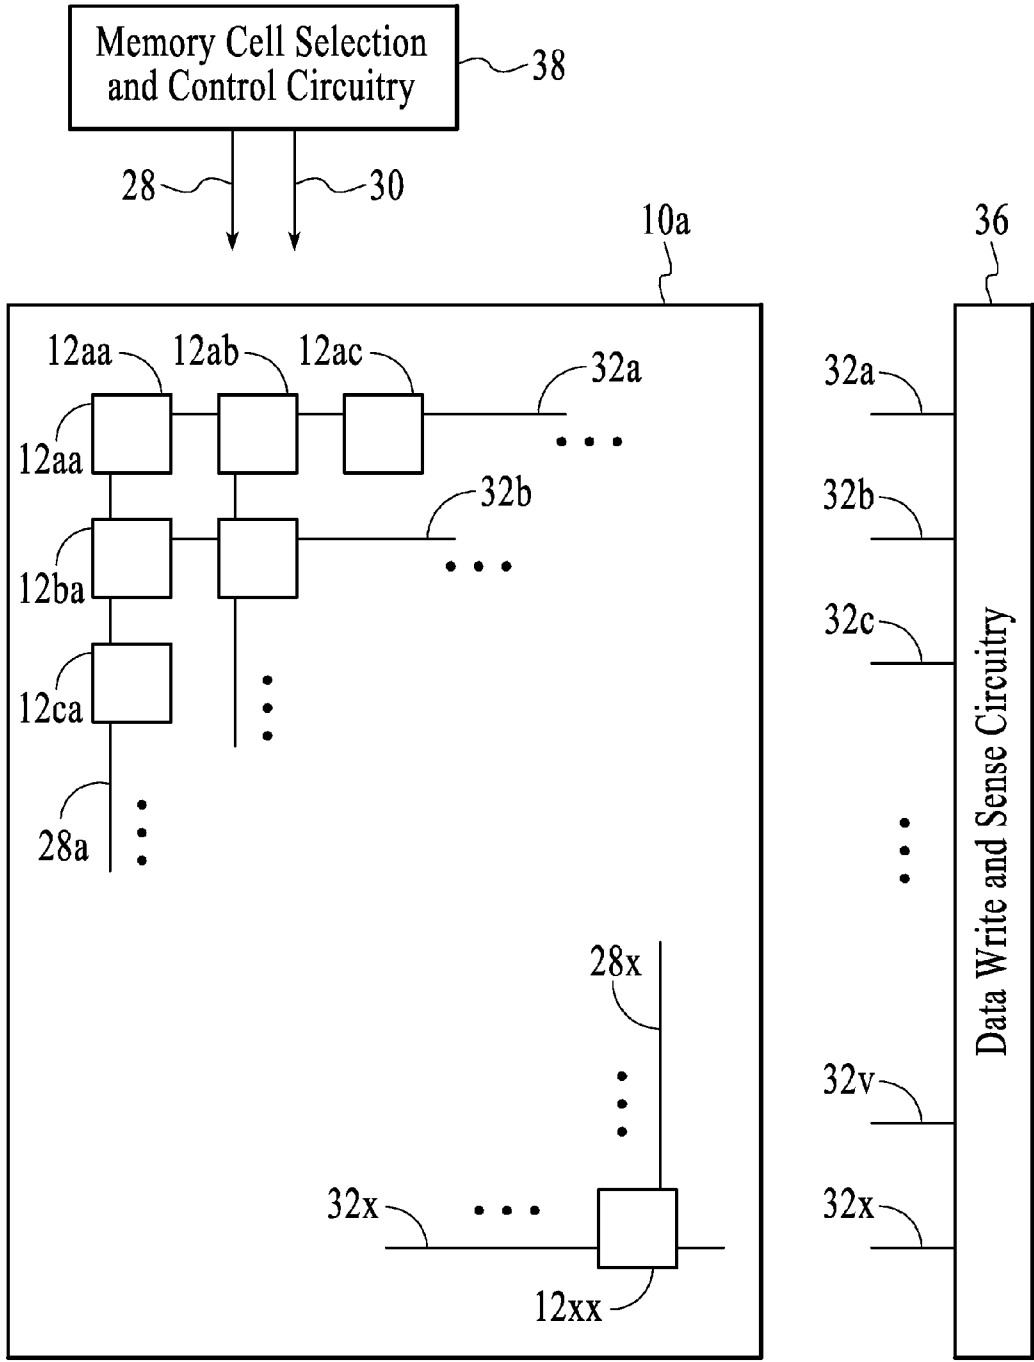 Memory Cell Selection
and Control Circuitry
38
28
30
10a
36
12aa
12ab
12ac
32a
32a
12aa
32b
32b
12ba
32c
12ca
28a
Data Write and Sense Circuitry
28x
32v
32x
32x
12xx